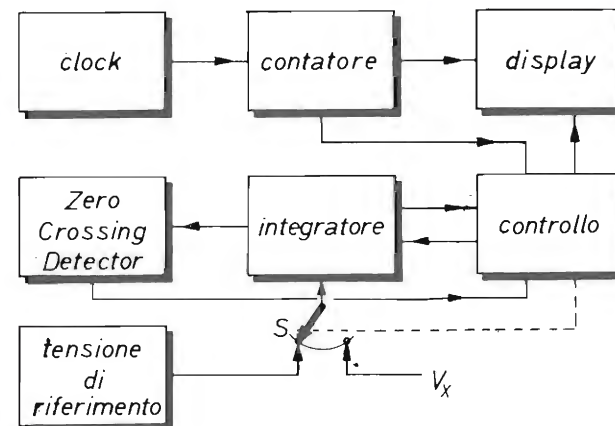 clock
contatore
display
Zero
Crossing
Detector
integratore
controllo
S
tensione
di
riferimento
Vx